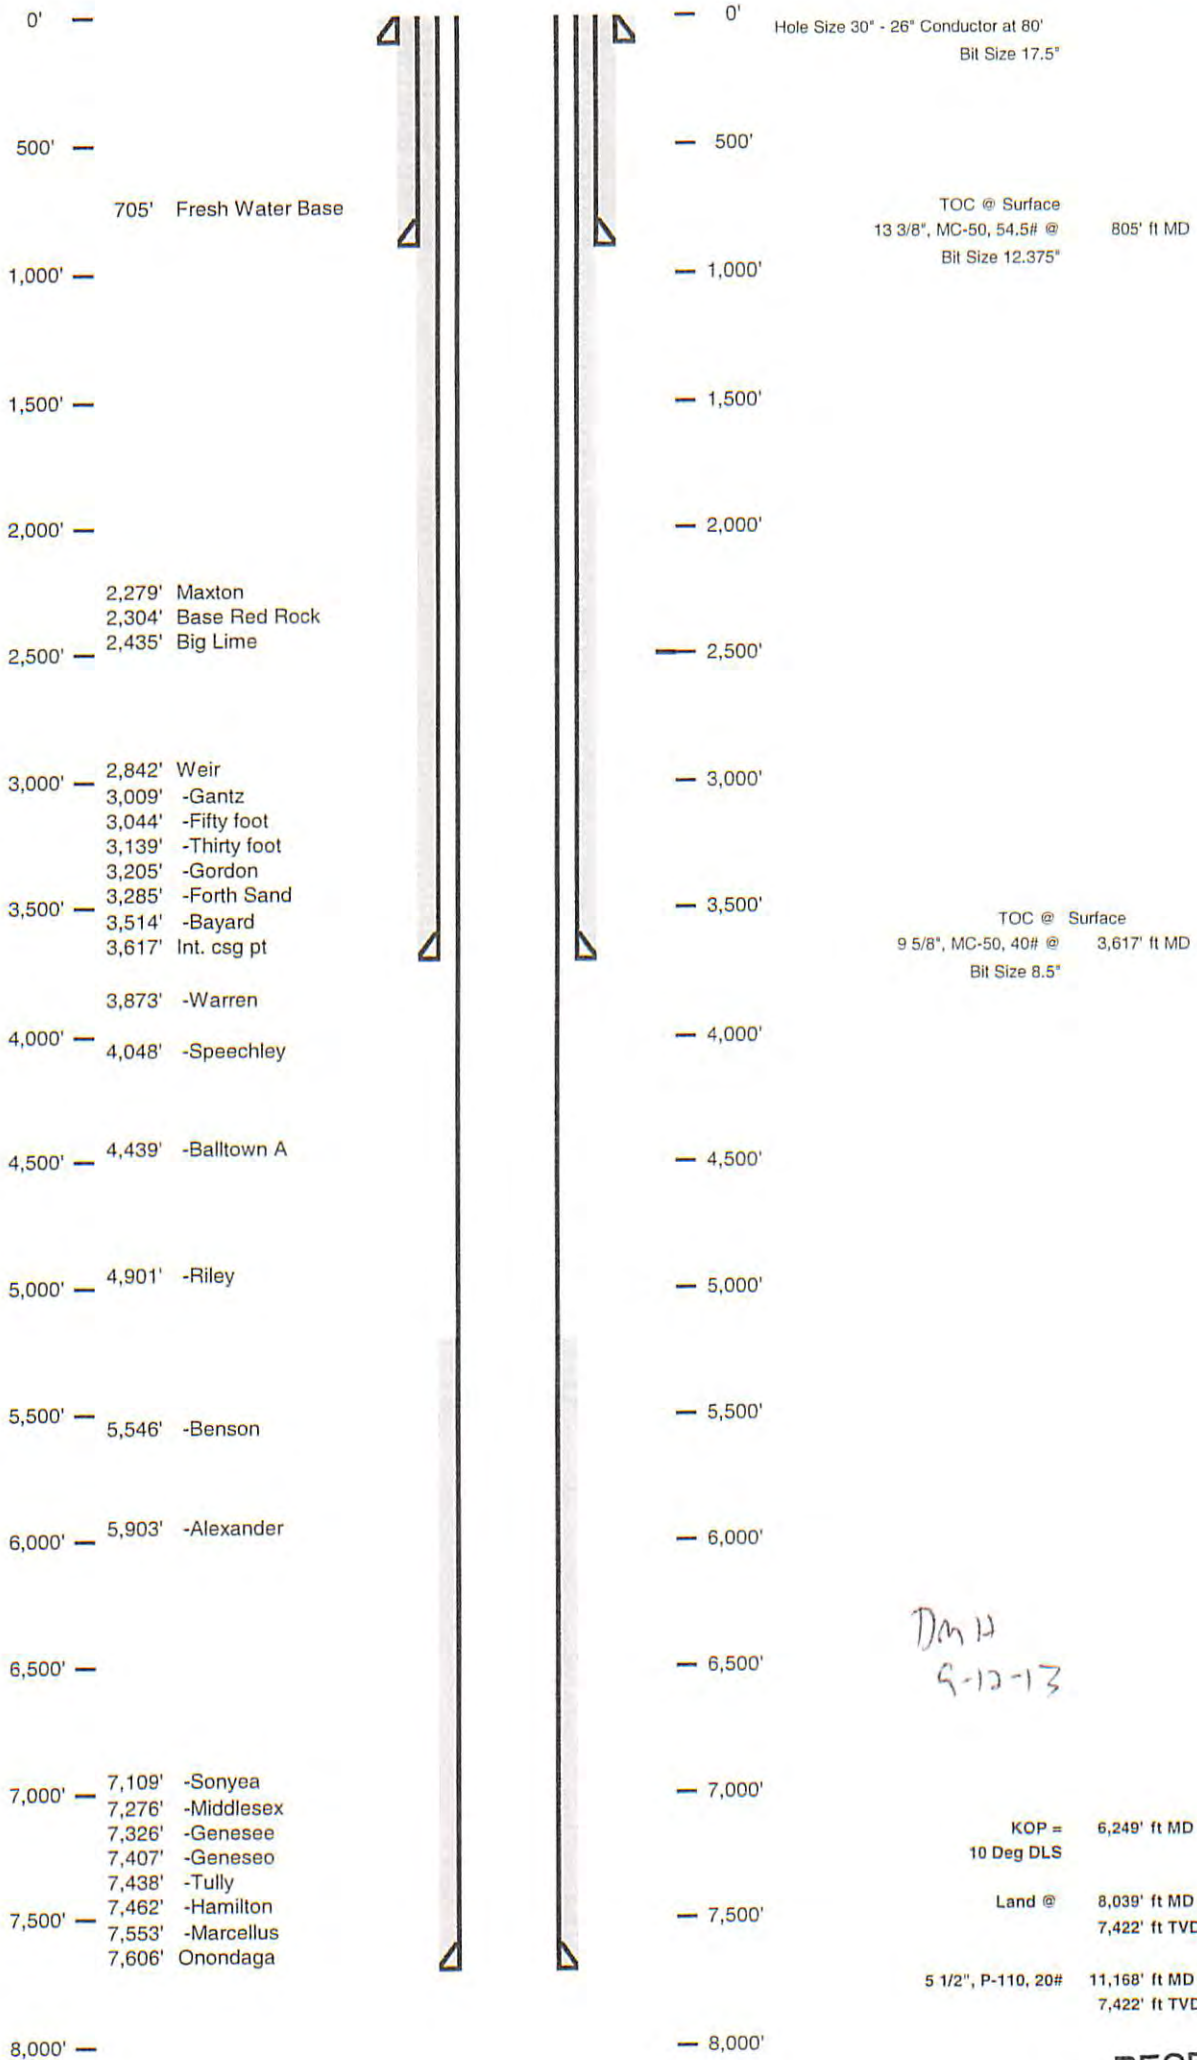 0'
0'
Hole Size 30" - 26" Conductor at 80'
Bit Size 17.5"
500'
500'
705' Fresh Water Base
TOC @ Surface
13 3/8", MC-50, 54.5# @ 805' ft MD
Bit Size 12.375"
1,000'
1,000'
1,500'
1,500'
2,000'
2,000'
2,279' Maxton
2,304' Base Red Rock
2,435' Big Lime
2,500'
2,500'
2,842' Weir
3,000'
3,000'
3,009' -Gantz
3,044' -Fifty foot
3,139' -Thirty foot
3,205' -Gordon
3,285' -Forth Sand
3,500'
3,500'
3,514' -Bayard
3,617' Int. csg pt
TOC @ Surface
9 5/8", MC-50, 40# @ 3,617' ft MD
Bit Size 8.5"
3,873' -Warren
4,000'
4,000'
4,048' -Speechley
4,439' -Balltown A
4,500'
4,500'
4,901' -Riley
5,000'
5,000'
5,500'
5,500'
5,546' -Benson
5,903' -Alexander
6,000'
6,000'
DMH
9-12-13
6,500'
6,500'
7,109' -Sonyea
7,000'
7,000'
7,276' -Middlesex
7,326' -Genesee
7,407' -Geneseo
7,438' -Tully
7,462' -Hamilton
7,500'
7,500'
7,553' -Marcellus
7,606' Onondaga
KOP = 6,249' ft MD
10 Deg DLS
Land @ 8,039' ft MD
7,422' ft TVD
5 1/2", P-110, 20# 11,168' ft MD
7,422' ft TVD
8,000'
8,000'